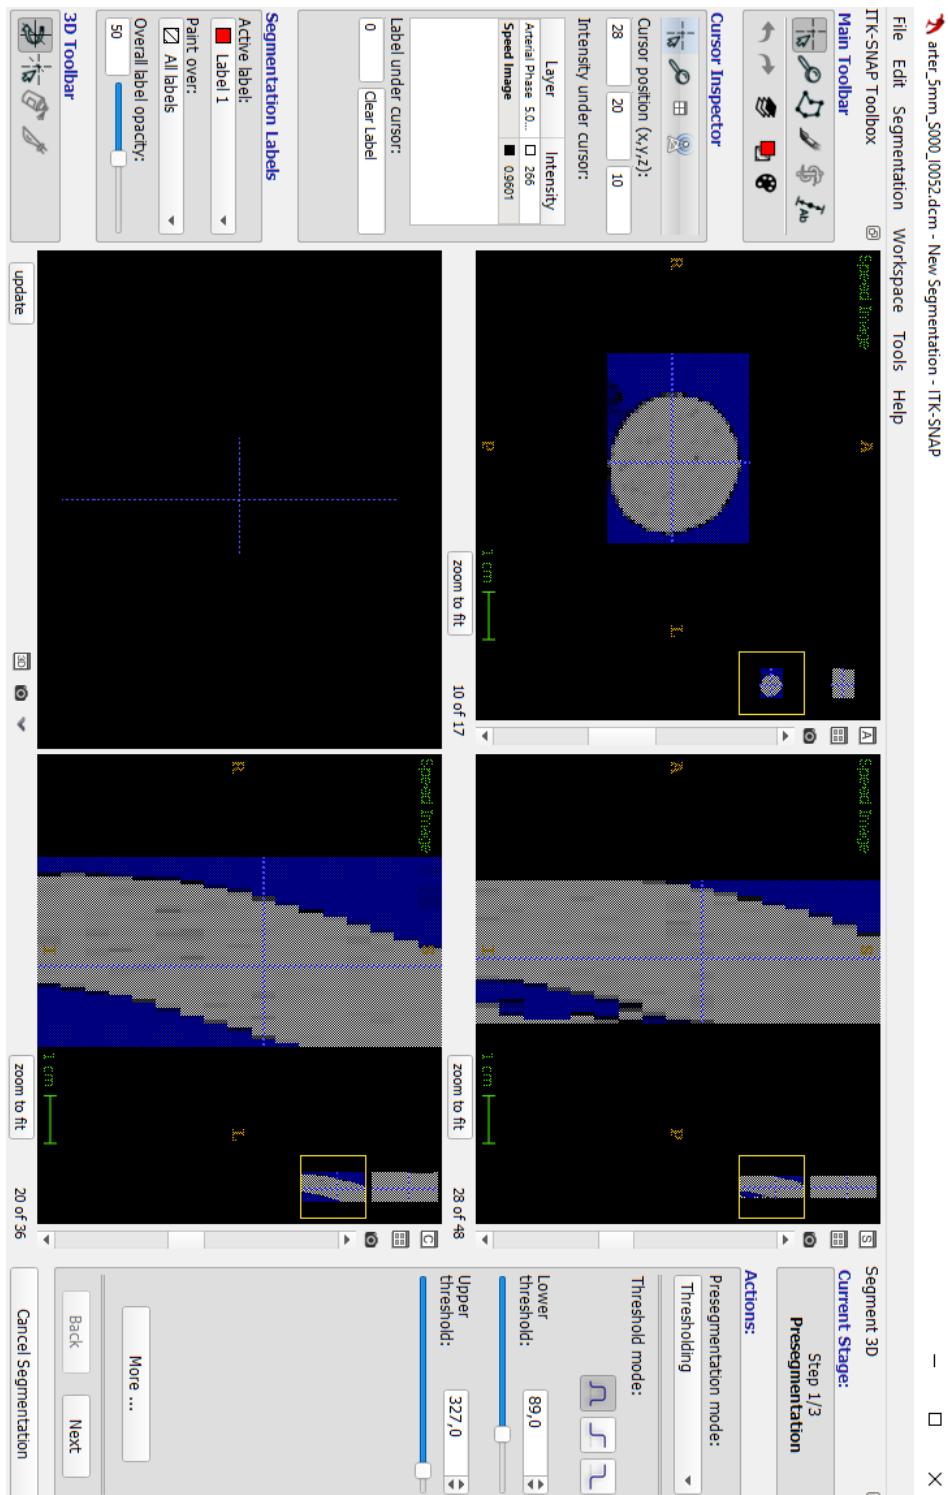 arter_5mm_S000_I0052.dcm - New Segmentation - ITK-SNAP
File Edit Segmentation Workspace Tools Help
ITK-SNAP Toolbox
Main Toolbar
Cursor Inspector
Cursor position (x,y,z):
28 20 10
Intensity under cursor:
Layer Intensity
Arterial Phase 5.0... 266
Speed Image 0.9601
Label under cursor:
0 Clear Label
Segmentation Labels
Active label:
Label 1
Paint over:
All labels
Overall label opacity:
50
3D Toolbar
Speed Image
A
R
L
P
1 cm
zoom to fit
10 of 17
A
Speed Image
S
A
P
I
1 cm
zoom to fit
28 of 48
S
update
3D
Speed Image
S
R
L
I
1 cm
zoom to fit
20 of 36
C
Segment 3D
Current Stage:
Step 1/3
Presegmentation
Actions:
Presegmentation mode:
Thresholding
Threshold mode:
Lower
threshold:
89,0
Upper
threshold:
327,0
More ...
Back Next
Cancel Segmentation